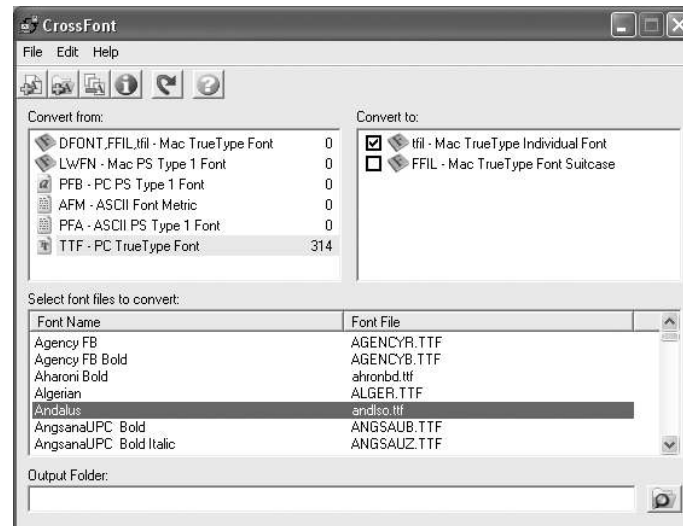 CrossFont
File Edit Help
Convert from:
DFONT,FFIL,tfil - Mac TrueType Font 0
LWFN - Mac PS Type 1 Font 0
PFB - PC PS Type 1 Font 0
AFM - ASCII Font Metric 0
PFA - ASCII PS Type 1 Font 0
TTF - PC TrueType Font 314
Convert to:
tfil - Mac TrueType Individual Font
FFIL - Mac TrueType Font Suitcase
Select font files to convert:
Font Name Font File
Agency FB AGENCYR.TTF
Agency FB Bold AGENCYB.TTF
Aharoni Bold ahronbd.ttf
Algerian ALGER.TTF
Andalus andlso.ttf
AngsanaUPC Bold ANGSAUB.TTF
AngsanaUPC Bold Italic ANGSAUZ.TTF
Output Folder: